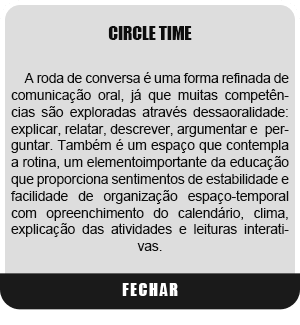 CIRCLE TIME
A roda de conversa é uma forma refinada de
comunicação oral, já que muitas competên-
cias são exploradas através dessaoralidade:
explicar, relatar, descrever, argumentar e  per-
guntar. Também é um espaço que contempla
a rotina, um elementoimportante da educação
que proporciona sentimentos de estabilidade e
facilidade de organização espaço-temporal
com opreenchimento do calendário, clima,
explicação das atividades e leituras interati-
vas.
FECHAR